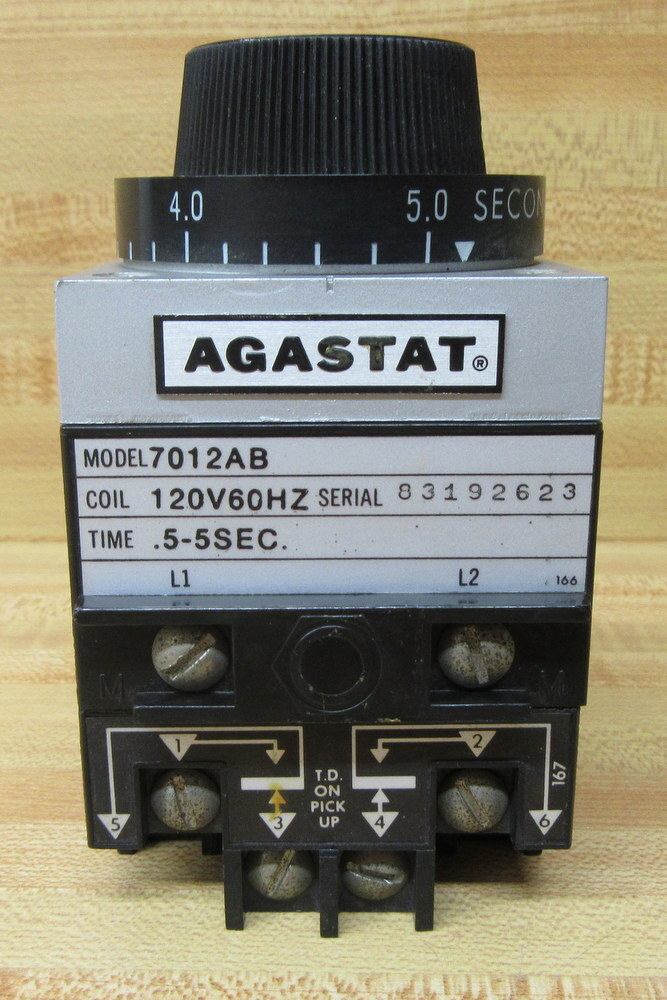 4.0 5.0 SECON
AGASTAT®
MODEL 7012AB
COIL 120V60HZ SERIAL 83192623
TIME .5-5SEC.
L1 L2 166
M M
1 2
T.D.
ON
PICK
UP
167
5 3 4 6